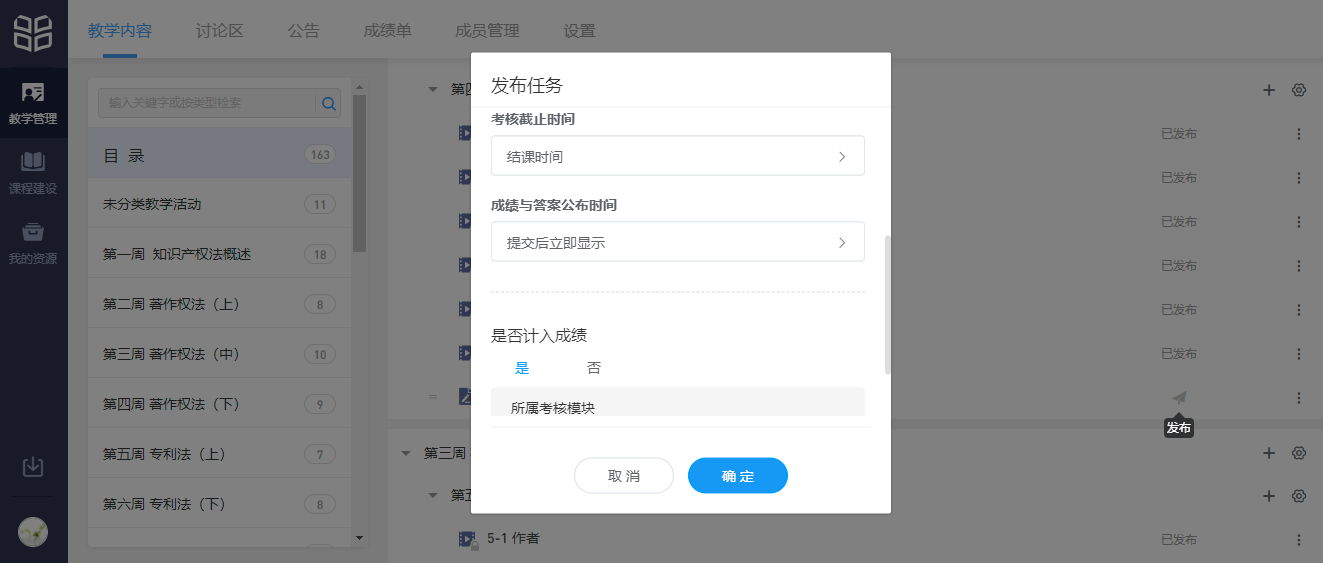 教学内容
讨论区
公告
成绩单
成员管理
设置
教学管理
课程建设
我的资源
输入关键字或按类型检索
目 录
163
未分类教学活动
11
第一周 知识产权法概述
18
第二周 著作权法（上）
8
第三周 著作权法（中）
10
第四周 著作权法（下）
9
第五周 专利法（上）
7
第六周 专利法（下）
8
已发布
已发布
已发布
已发布
已发布
已发布
发布
第三周
5-1 作者
已发布
发布任务
考核截止时间
结课时间
成绩与答案公布时间
提交后立即显示
是否计入成绩
是
否
所属考核模块
取 消
确 定